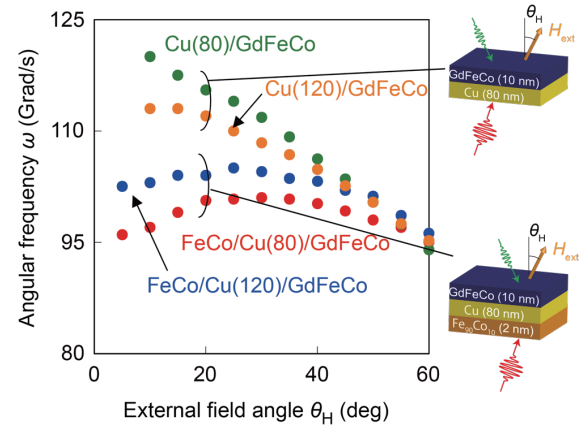 125
110
95
80
Angular frequency ω (Grad/s)
0
20
40
60
External field angle θH (deg)
Cu(80)/GdFeCo
Cu(120)/GdFeCo
FeCo/Cu(80)/GdFeCo
FeCo/Cu(120)/GdFeCo
θH
Hext
GdFeCo (10 nm)
Cu (80 nm)
θH
Hext
GdFeCo (10 nm)
Cu (80 nm)
Fe90Co10 (2 nm)